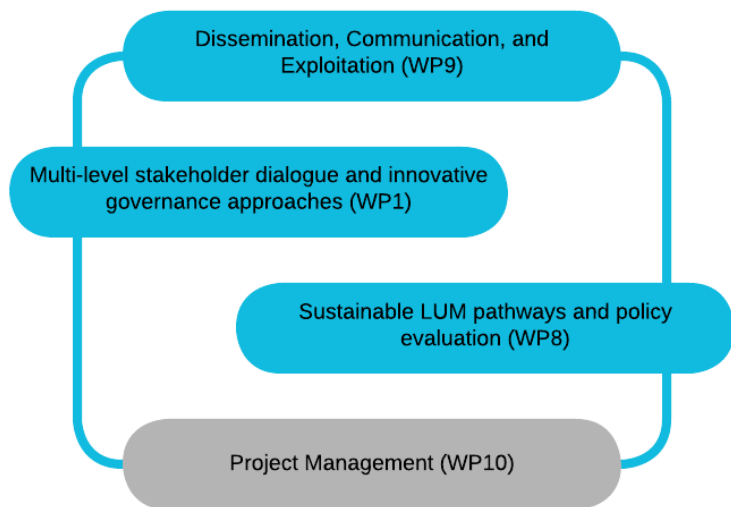 Dissemination, Communication, and
Exploitation (WP9)
Multi-level stakeholder dialogue and innovative
governance approaches (WP1)
Sustainable LUM pathways and policy
evaluation (WP8)
Project Management (WP10)